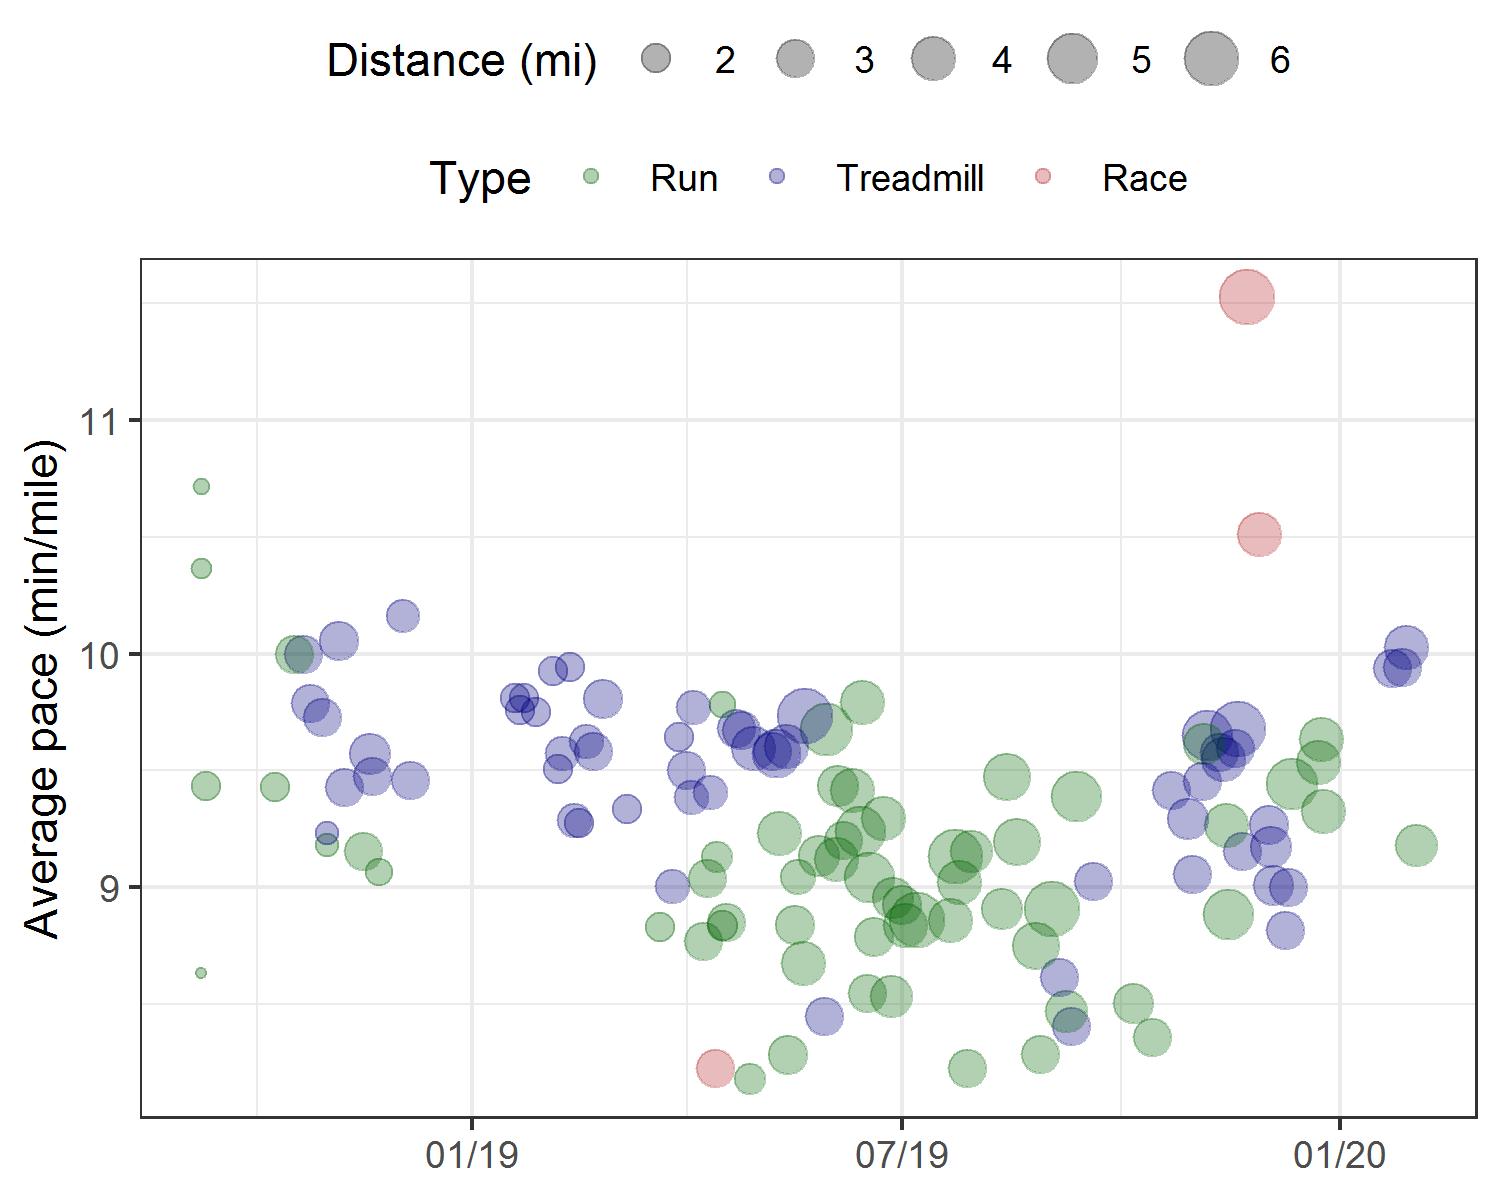 Distance (mi) 2 3 4 5 6
Type Run Treadmill Race
Average pace (min/mile)
11
10
9
01/19 07/19 01/20